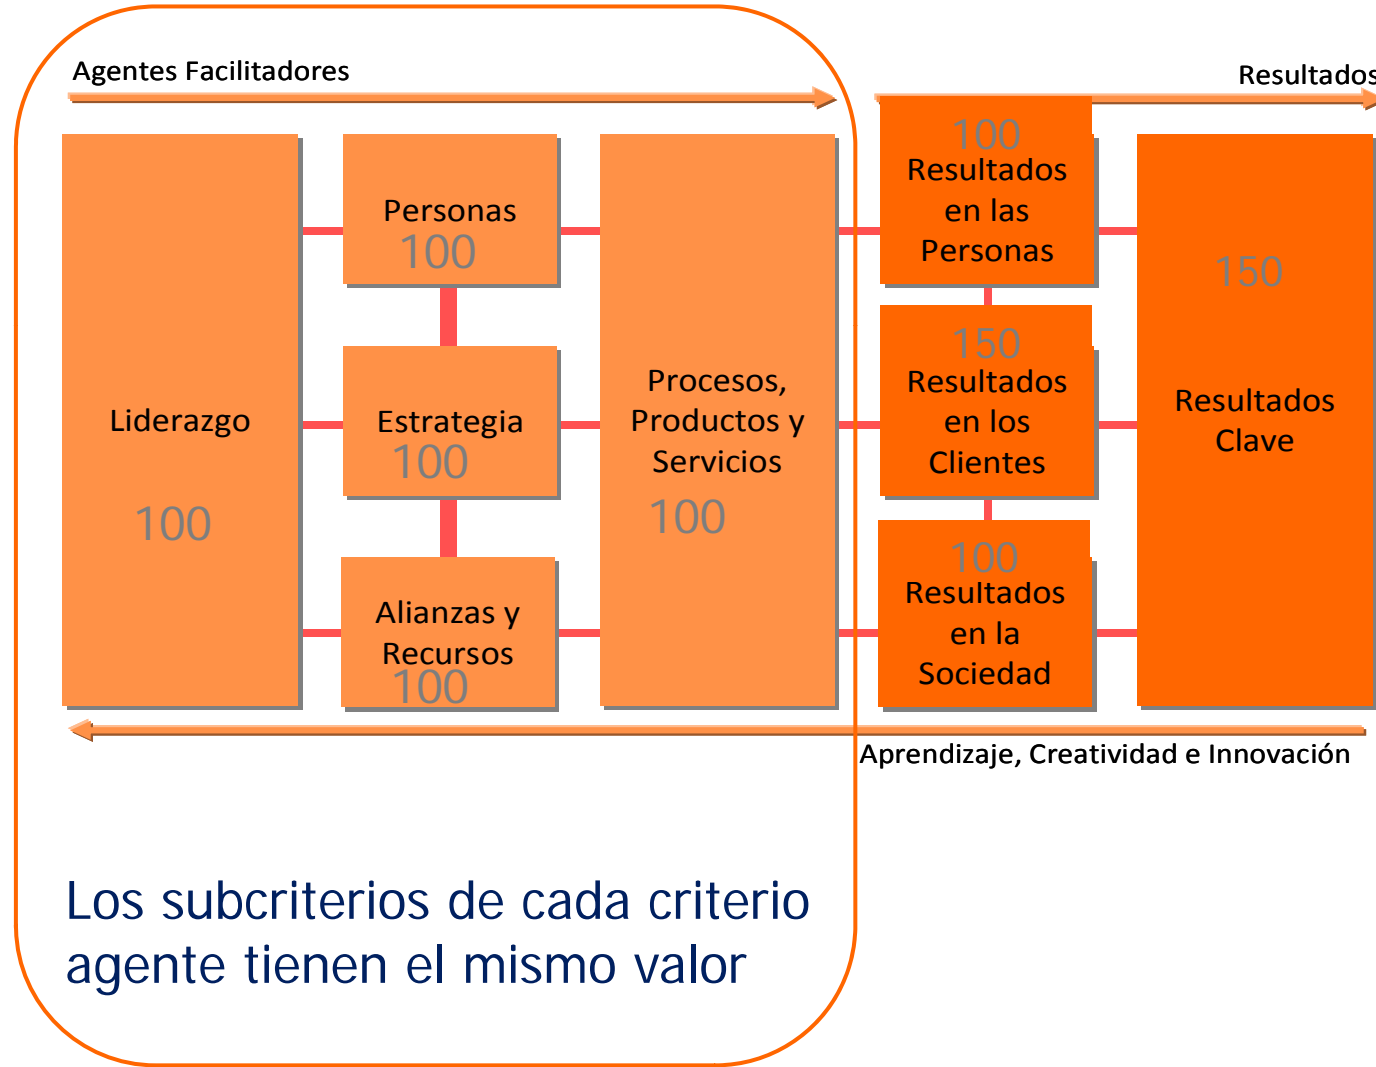 Agentes Facilitadores
Resultados
Liderazgo
100
Personas
100
Estrategia
100
Alianzas y
Recursos
100
Procesos,
Productos y
Servicios
100
100
Resultados
en las
Personas
150
Resultados
en los
Clientes
100
Resultados
en la
Sociedad
150
Resultados
Clave
Aprendizaje, Creatividad e Innovación
Los subcriterios de cada criterio
agente tienen el mismo valor